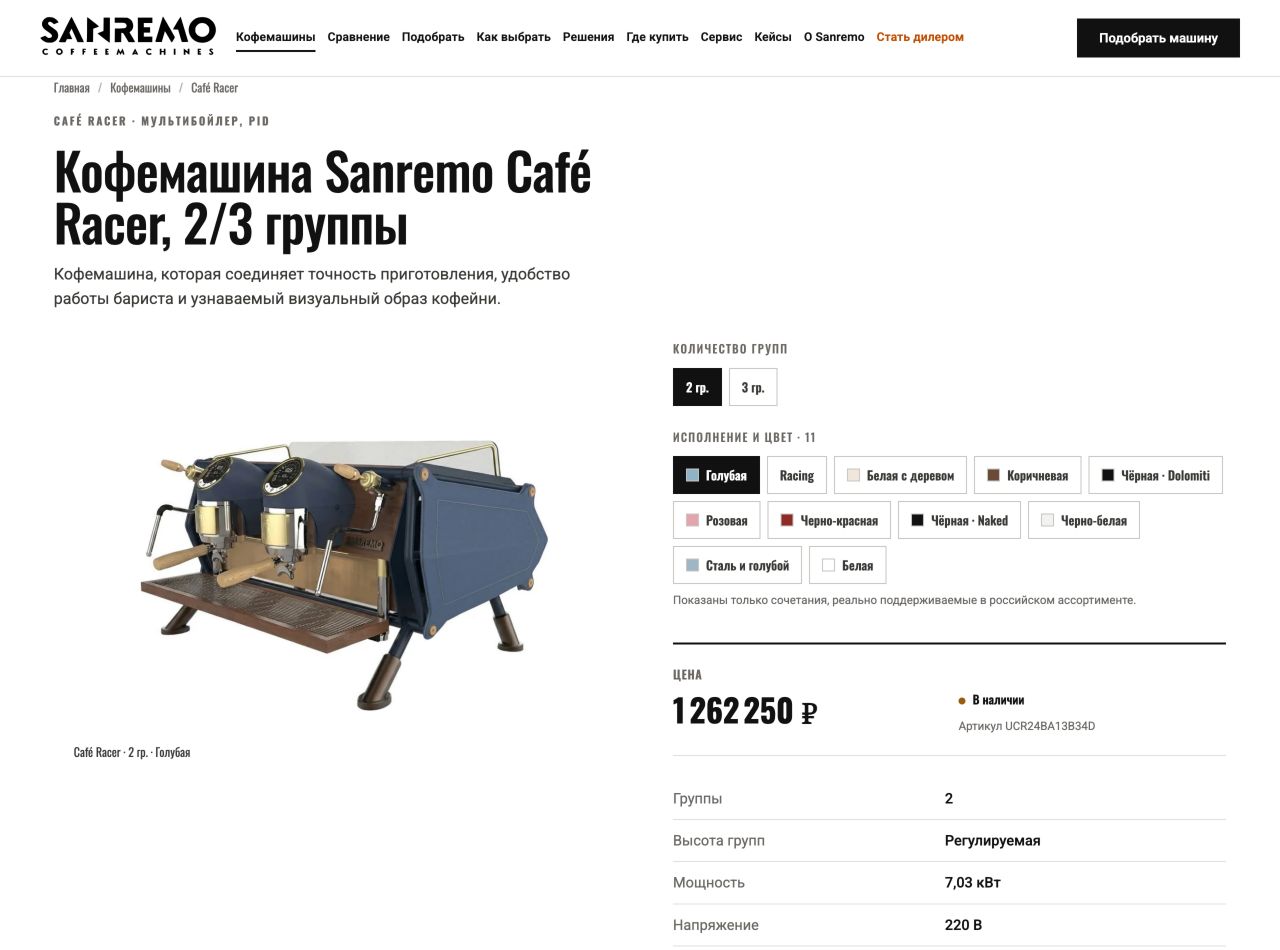 SANREMO
COFFEEMACHINES
Кофемашины Сравнение Подобрать Как выбрать Решения Где купить Сервис Кейсы О Sanremo Стать дилером
Подобрать машину
Главная / Кофемашины / Café Racer
CAFÉ RACER · МУЛЬТИБОЙЛЕР, PID
Кофемашина Sanremo Café
Racer, 2/3 группы
Кофемашина, которая соединяет точность приготовления, удобство
работы бариста и узнаваемый визуальный образ кофейни.
SANREMO
Café Racer · 2 гр. · Голубая
КОЛИЧЕСТВО ГРУПП
2 гр. 3 гр.
ИСПОЛНЕНИЕ И ЦВЕТ · 11
Голубая Racing Белая с деревом Коричневая Чёрная · Dolomiti
Розовая Черно-красная Чёрная · Naked Черно-белая
Сталь и голубой Белая
Показаны только сочетания, реально поддерживаемые в российском ассортименте.
ЦЕНА
1 262 250 ₽
В наличии
Артикул UCR24BA13B34D
Группы 2
Высота групп Регулируемая
Мощность 7,03 кВт
Напряжение 220 В